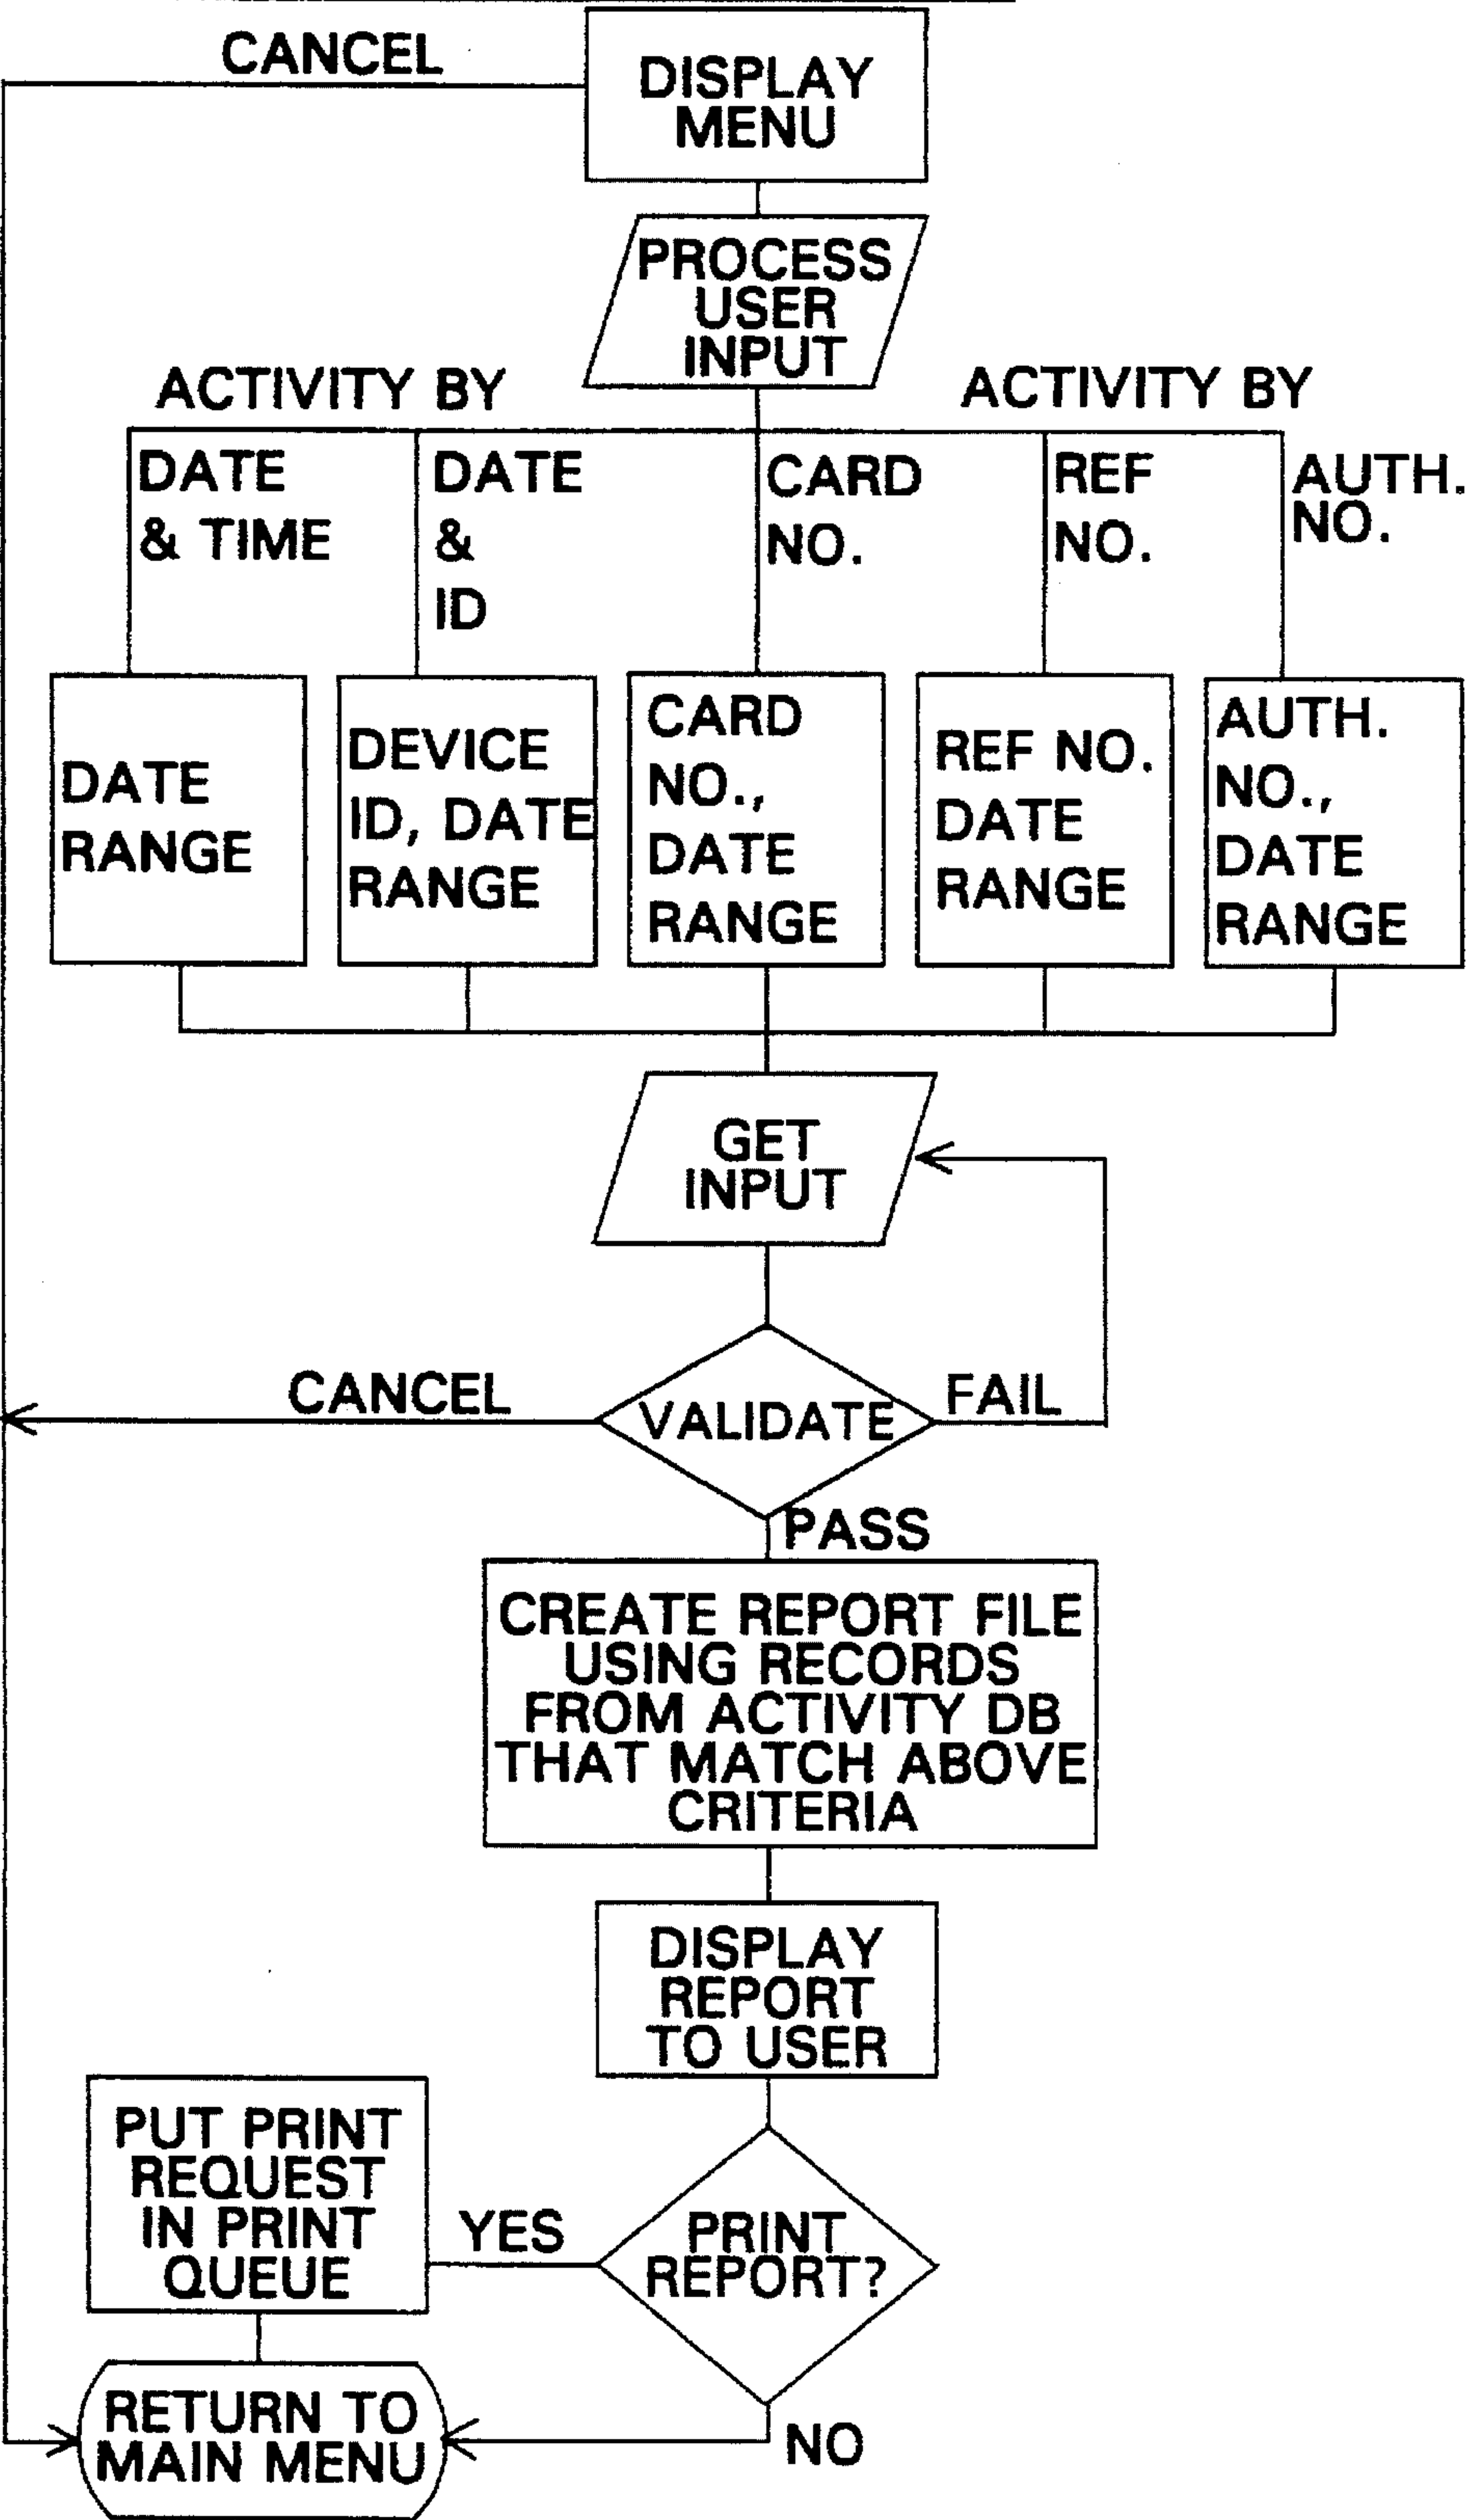 CANCEL
DISPLAY
MENU
PROCESS
USER
INPUT
ACTIVITY BY
ACTIVITY BY
DATE
& TIME
DATE
&
ID
CARD
NO.
REF
NO.
AUTH.
NO.
DATE
RANGE
DEVICE
ID, DATE
RANGE
CARD
NO.,
DATE
RANGE
REF NO.
DATE
RANGE
AUTH.
NO.,
DATE
RANGE
GET
INPUT
CANCEL
VALIDATE
FAIL
PASS
CREATE REPORT FILE
USING RECORDS
FROM ACTIVITY DB
THAT MATCH ABOVE
CRITERIA
DISPLAY
REPORT
TO USER
PUT PRINT
REQUEST
IN PRINT
QUEUE
YES
PRINT
REPORT?
RETURN TO
MAIN MENU
NO